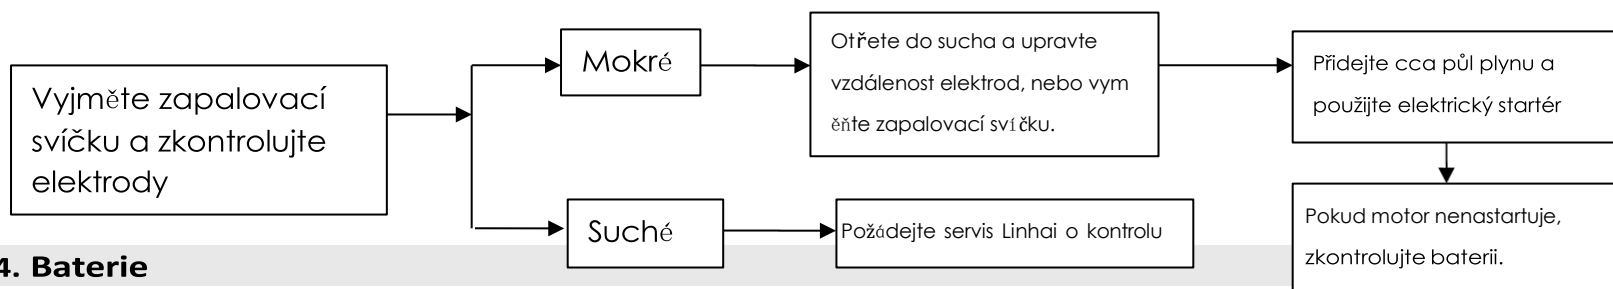 Vyjměte zapalovací
svíčku a zkontrolujte
elektrody
Mokré
Otřete do sucha a upravte
vzdálenost elektrod, nebo vym
ěňte zapalovací svíčku.
Přidejte cca půl plynu a
použijte elektrický startér
Suché
Požádejte servis Linhai o kontrolu
Pokud motor nenastartuje,
zkontrolujte baterii.
4. Baterie